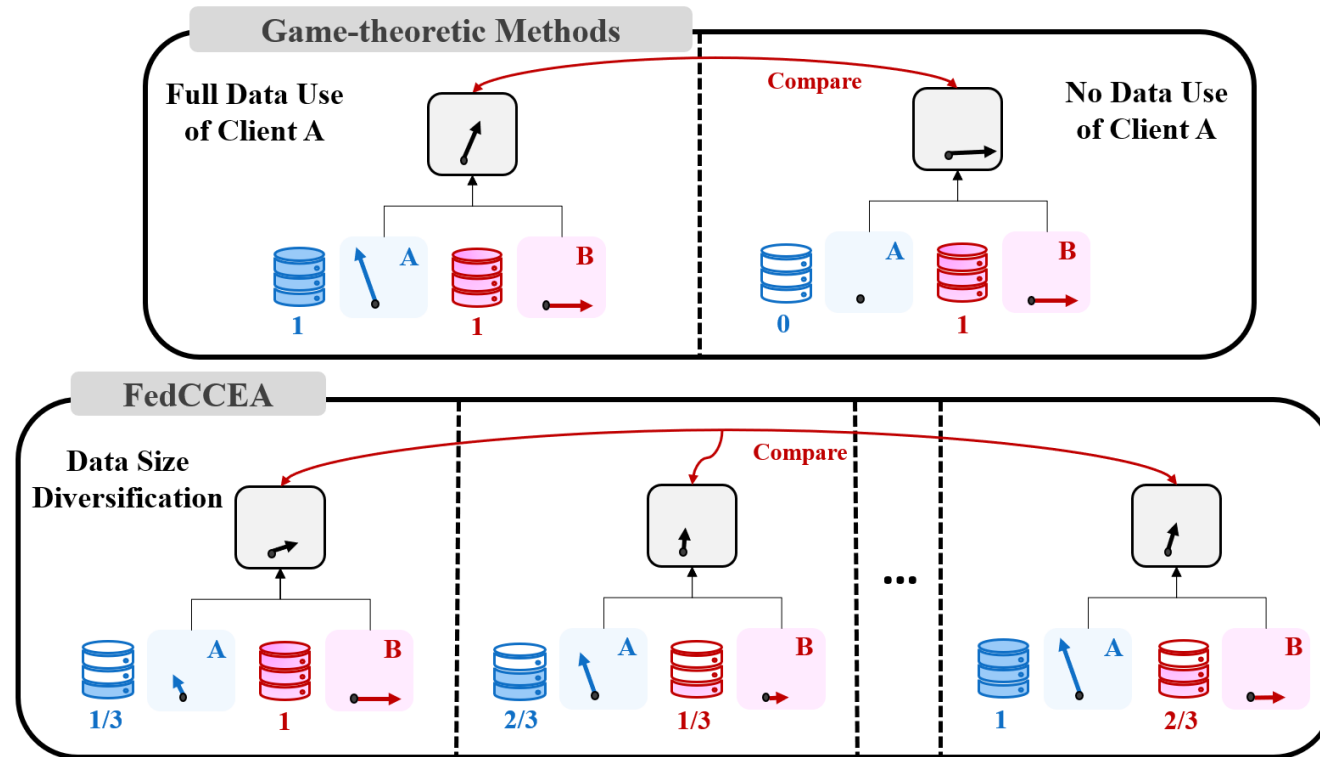 Game-theoretic Methods
Full Data Use
of Client A
Compare
No Data Use
of Client A
A
B
A
B
1
1
0
1
FedCCEA
Data Size
Diversification
Compare
...
A
B
A
B
A
B
1/3
1
2/3
1/3
1
2/3